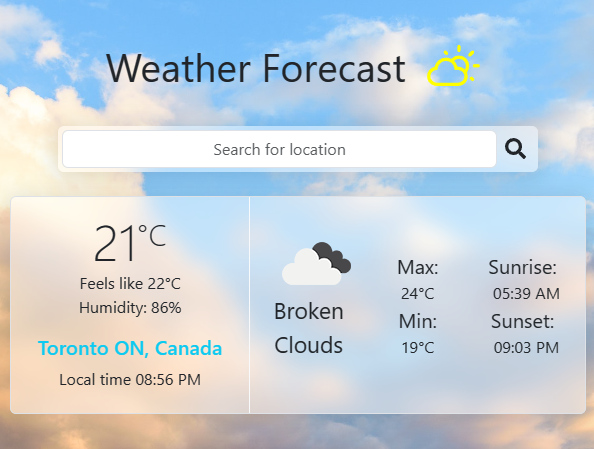 Weather Forecast
Search for location
21°C
Feels like 22°C
Humidity: 86%
Toronto ON, Canada
Local time 08:56 PM
Broken
Clouds
Max:
24°C
Min:
19°C
Sunrise:
05:39 AM
Sunset:
09:03 PM